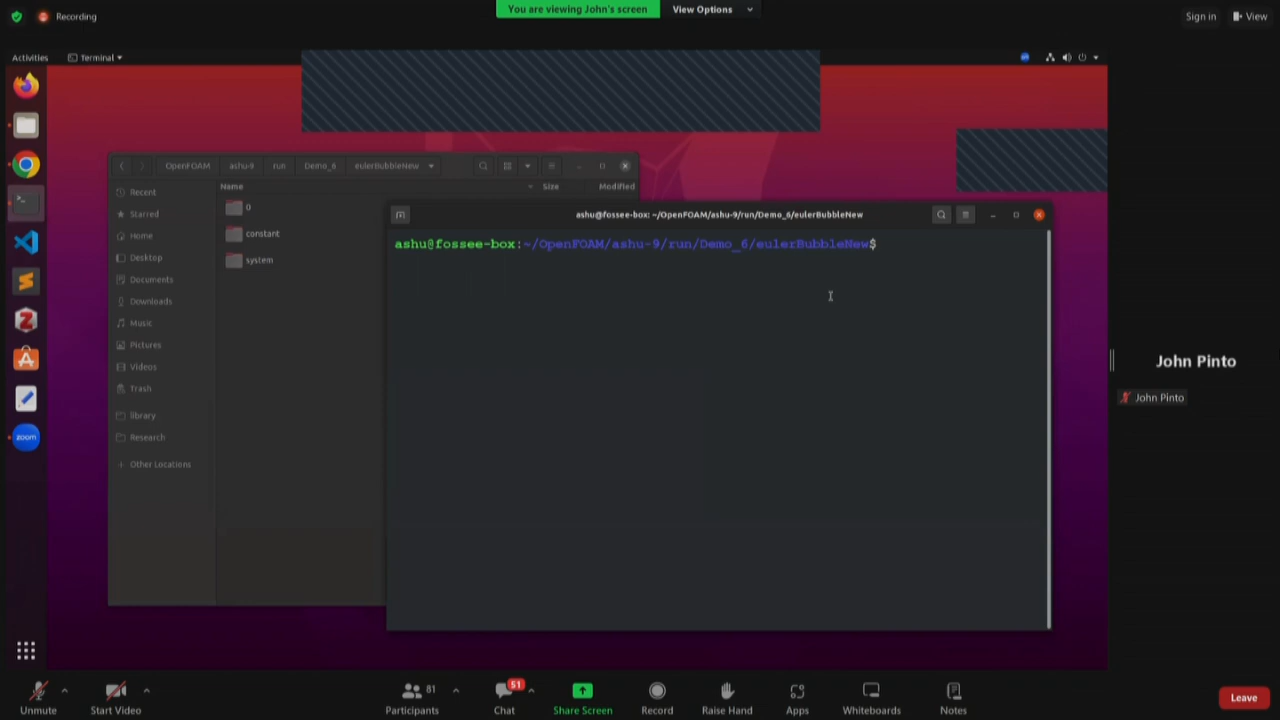 Recording
You are viewing John's screen
View Options
Sign in
View
Activities
Terminal
OpenFOAM
ashu-9
run
Demo_6
eulerBubbleNew
Recent
Starred
Home
Desktop
Documents
Downloads
Music
Pictures
Videos
Trash
library
Research
Other Locations
Name
Size
Modified
0
constant
system
ashu@fossee-box: ~/OpenFOAM/ashu-9/run/Demo_6/eulerBubbleNew
ashu@fossee-box:~/OpenFOAM/ashu-9/run/Demo_6/eulerBubbleNew$
zoom
John Pinto
John Pinto
Unmute
Start Video
81
Participants
51
Chat
Share Screen
Record
Raise Hand
Apps
Whiteboards
Notes
Leave